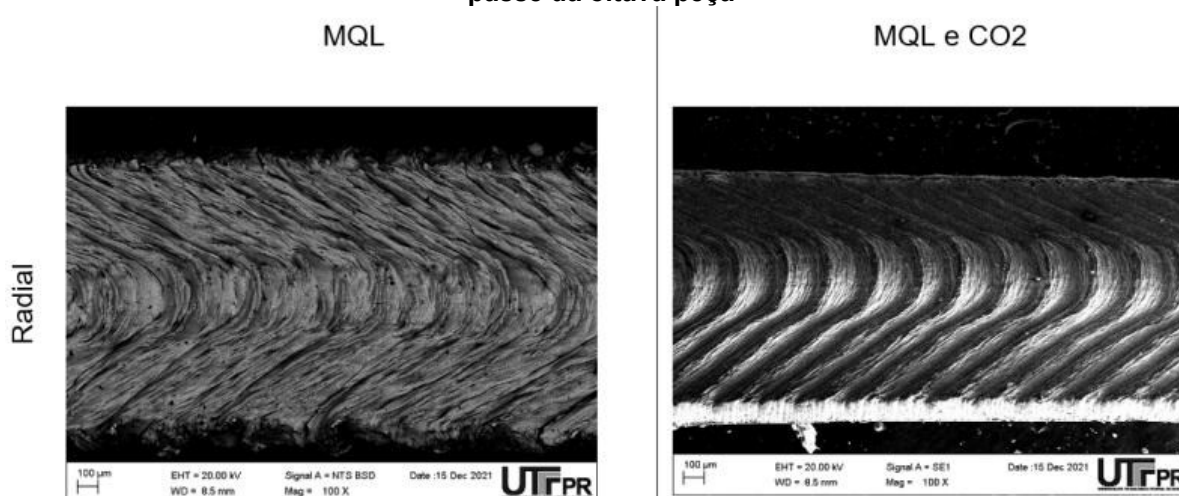 passo da oitava peça
MQL
MQL e CO2
Radial
100 µm
EHT = 20.00 kV
Signal A = NTS BSD
Date :15 Dec 2021
WD = 8.5 mm
Mag = 100 X
UTFPR
100 µm
EHT = 20.00 kV
Signal A = SE1
Date :15 Dec 2021
WD = 8.5 mm
Mag = 100 X
UTFPR